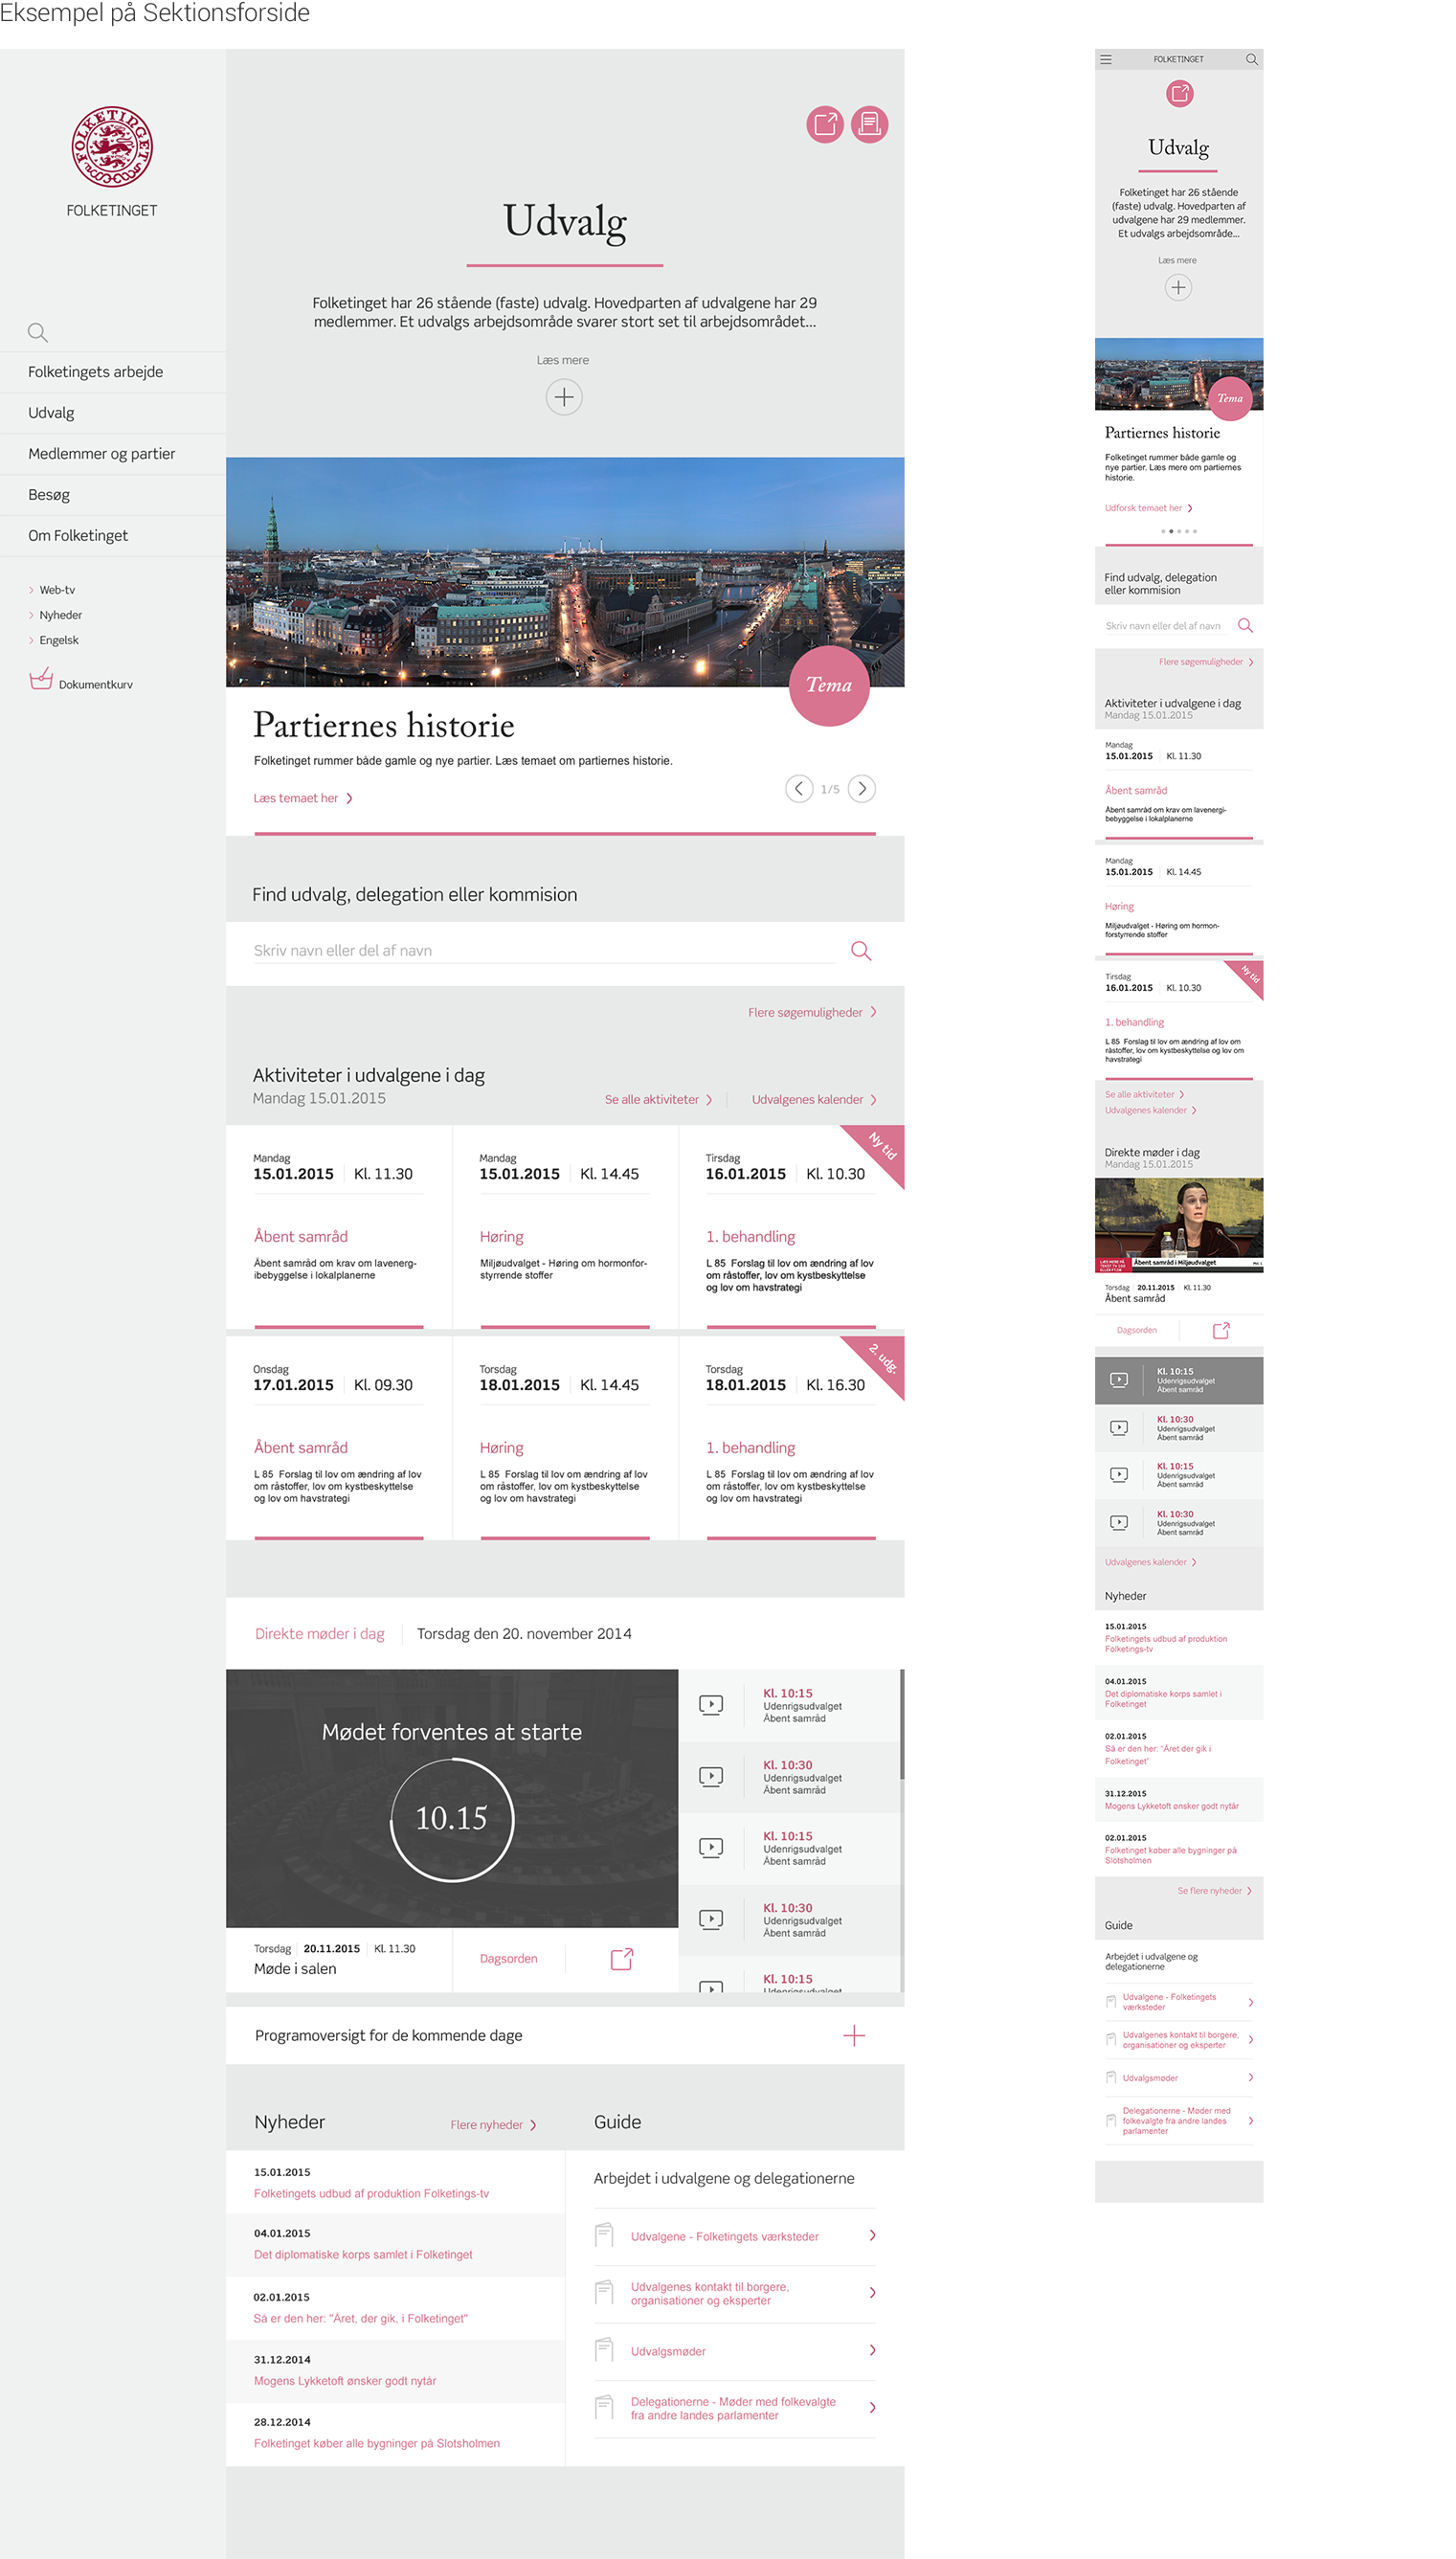 Eksempel på Sektionsforside
FOLKETINGET
FOLKETINGET
Folketingets arbejde
Udvalg
Medlemmer og partier
Besøg
Om Folketinget
Web-tv
Nyheder
Engelsk
Dokumentkurv
Udvalg
Folketinget har 26 stående (faste) udvalg. Hovedparten af udvalgene har 29
medlemmer. Et udvalgs arbejdsområde svarer stort set til arbejdsområdet...
Læs mere
Tema
Partiernes historie
Folketinget rummer både gamle og nye partier. Læs temaet om partiernes historie.
Læs temaet her
1/5
Find udvalg, delegation eller kommision
Skriv navn eller del af navn
Flere søgemuligheder
Aktiviteter i udvalgene i dag
Mandag 15.01.2015
Se alle aktiviteter
Udvalgenes kalender
Mandag
15.01.2015 Kl. 11.30
Åbent samråd
Åbent samråd om krav om lavenerg-
ibebyggelse i lokalplanerne
Mandag
15.01.2015 Kl. 14.45
Høring
Miljøudvalget - Høring om hormonfor-
styrrende stoffer
Ny tid
Tirsdag
16.01.2015 Kl. 10.30
1. behandling
L 85 Forslag til lov om ændring af lov
om råstoffer, lov om kystbeskyttelse
og lov om havstrategi
Onsdag
17.01.2015 Kl. 09.30
Åbent samråd
L 85 Forslag til lov om ændring af lov
om råstoffer, lov om kystbeskyttelse
og lov om havstrategi
Torsdag
18.01.2015 Kl. 14.45
Høring
L 85 Forslag til lov om ændring af lov
om råstoffer, lov om kystbeskyttelse
og lov om havstrategi
2. udg.
Torsdag
18.01.2015 Kl. 16.30
1. behandling
L 85 Forslag til lov om ændring af lov
om råstoffer, lov om kystbeskyttelse
og lov om havstrategi
Direkte møder i dag Torsdag den 20. november 2014
Mødet forventes at starte
10.15
Torsdag 20.11.2015 Kl. 11.30
Møde i salen
Dagsorden
Kl. 10:15
Udenrigsudvalget
Åbent samråd
Kl. 10:30
Udenrigsudvalget
Åbent samråd
Kl. 10:15
Udenrigsudvalget
Åbent samråd
Kl. 10:30
Udenrigsudvalget
Åbent samråd
Kl. 10:15
Udenrigsudvalget
Programoversigt for de kommende dage
Nyheder
Flere nyheder
15.01.2015
Folketingets udbud af produktion Folketings-tv
04.01.2015
Det diplomatiske korps samlet i Folketinget
02.01.2015
Så er den her: "Året, der gik, i Folketinget"
31.12.2014
Mogens Lykketoft ønsker godt nytår
28.12.2014
Folketinget køber alle bygninger på Slotsholmen
Guide
Arbejdet i udvalgene og delegationerne
Udvalgene - Folketingets værksteder
Udvalgenes kontakt til borgere,
organisationer og eksperter
Udvalgsmøder
Delegationerne - Møder med folkevalgte
fra andre landes parlamenter
FOLKETINGET
Udvalg
Folketinget har 26 stående
(faste) udvalg. Hovedparten af
udvalgene har 29 medlemmer.
Et udvalgs arbejdsområde...
Læs mere
Tema
Partiernes historie
Folketinget rummer både gamle og
nye partier. Læs mere om partiernes
historie.
Udforsk temaet her
Find udvalg, delegation
eller kommision
Skriv navn eller del af navn
Flere søgemuligheder
Aktiviteter i udvalgene i dag
Mandag 15.01.2015
Mandag
15.01.2015 Kl. 11.30
Åbent samråd
Åbent samråd om krav om lavenergi-
bebyggelse i lokalplanerne
Mandag
15.01.2015 Kl. 14.45
Høring
Miljøudvalget - Høring om hormon-
forstyrrende stoffer
Ny tid
Tirsdag
16.01.2015 Kl. 10.30
1. behandling
L 85 Forslag til lov om ændring af lov om
råstoffer, lov om kystbeskyttelse og lov om
havstrategi
Se alle aktiviteter
Udvalgenes kalender
Direkte møder i dag
Mandag 15.01.2015
Åbent samråd i Miljøudvalget
Torsdag 20.11.2015 Kl. 11.30
Åbent samråd
Dagsorden
Kl. 10:15
Udenrigsudvalget
Åbent samråd
Kl. 10:30
Udenrigsudvalget
Åbent samråd
Kl. 10:15
Udenrigsudvalget
Åbent samråd
Kl. 10:30
Udenrigsudvalget
Åbent samråd
Udvalgenes kalender
Nyheder
15.01.2015
Folketingets udbud af produktion
Folketings-tv
04.01.2015
Det diplomatiske korps samlet i
Folketinget
02.01.2015
Så er den her: "Året der gik i
Folketinget"
31.12.2015
Mogens Lykketoft ønsker godt nytår
02.01.2015
Folketinget køber alle bygninger på
Slotsholmen
Se flere nyheder
Guide
Arbejdet i udvalgene og
delegationerne
Udvalgene - Folketingets
værksteder
Udvalgenes kontakt til borgere,
organisationer og eksperter
Udvalgsmøder
Delegationerne - Møder med
folkevalgte fra andre landes
parlamenter